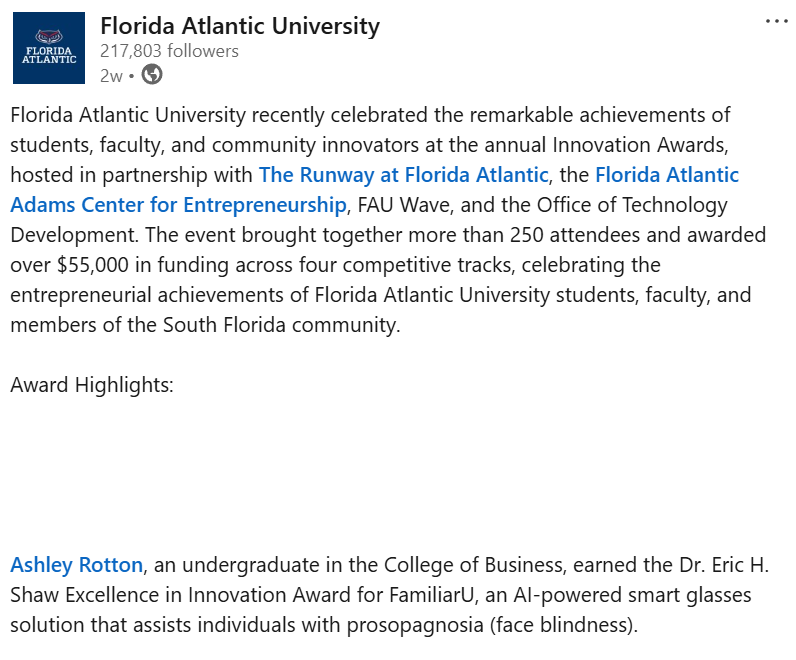 FLORIDA
ATLANTIC
Florida Atlantic University
217,803 followers
2w •
Florida Atlantic University recently celebrated the remarkable achievements of
students, faculty, and community innovators at the annual Innovation Awards,
hosted in partnership with The Runway at Florida Atlantic, the Florida Atlantic
Adams Center for Entrepreneurship, FAU Wave, and the Office of Technology
Development. The event brought together more than 250 attendees and awarded
over $55,000 in funding across four competitive tracks, celebrating the
entrepreneurial achievements of Florida Atlantic University students, faculty, and
members of the South Florida community.
Award Highlights:
Ashley Rotton, an undergraduate in the College of Business, earned the Dr. Eric H.
Shaw Excellence in Innovation Award for FamiliarU, an AI-powered smart glasses
solution that assists individuals with prosopagnosia (face blindness).